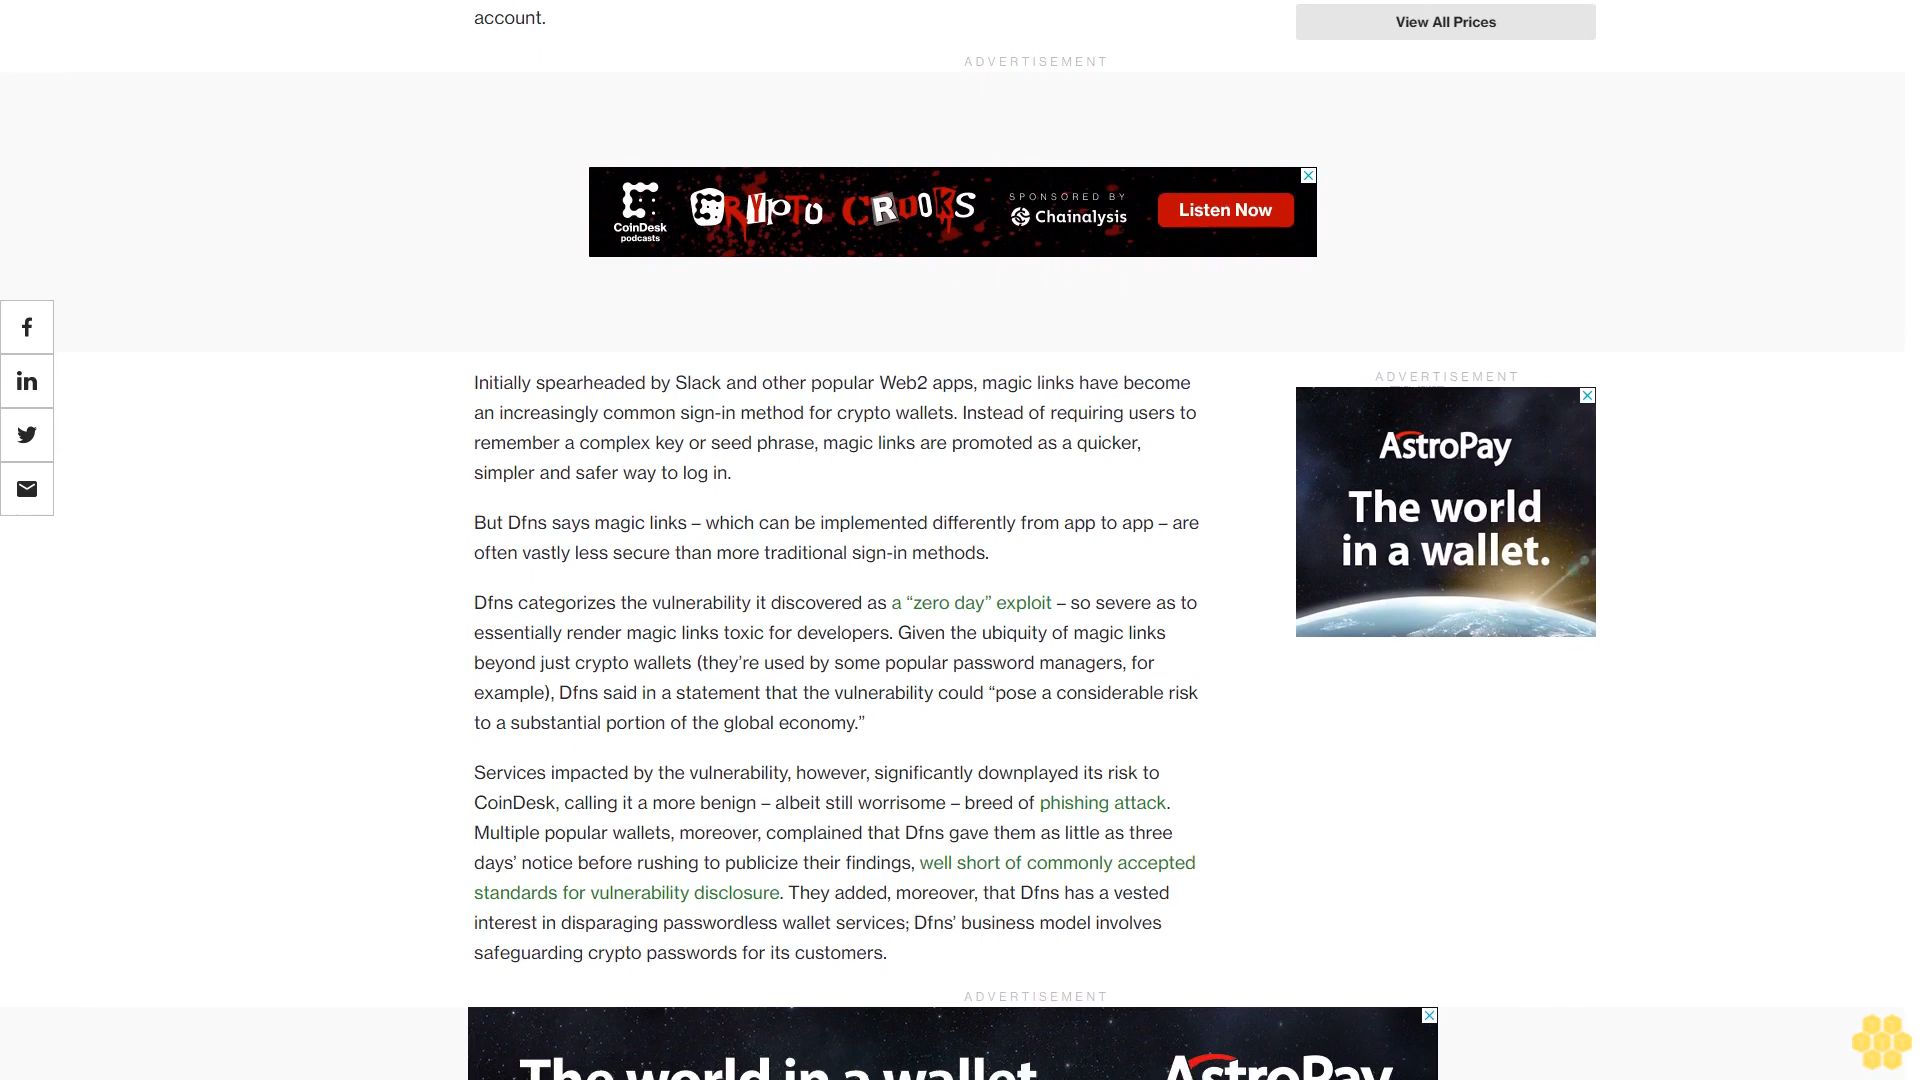 account.
View All Prices
ADVERTISEMENT
CoinDesk
podcasts
CRYPTO CROOKS
SPONSORED BY
Chainalysis
Listen Now
Initially spearheaded by Slack and other popular Web2 apps, magic links have become
an increasingly common sign-in method for crypto wallets. Instead of requiring users to
remember a complex key or seed phrase, magic links are promoted as a quicker,
simpler and safer way to log in.
But Dfns says magic links – which can be implemented differently from app to app – are
often vastly less secure than more traditional sign-in methods.
Dfns categorizes the vulnerability it discovered as a “zero day” exploit – so severe as to
essentially render magic links toxic for developers. Given the ubiquity of magic links
beyond just crypto wallets (they’re used by some popular password managers, for
example), Dfns said in a statement that the vulnerability could “pose a considerable risk
to a substantial portion of the global economy.”
Services impacted by the vulnerability, however, significantly downplayed its risk to
CoinDesk, calling it a more benign – albeit still worrisome – breed of phishing attack.
Multiple popular wallets, moreover, complained that Dfns gave them as little as three
days’ notice before rushing to publicize their findings, well short of commonly accepted
standards for vulnerability disclosure. They added, moreover, that Dfns has a vested
interest in disparaging passwordless wallet services; Dfns’ business model involves
safeguarding crypto passwords for its customers.
ADVERTISEMENT
AstroPay
The world
in a wallet.
ADVERTISEMENT
The world in a wallet
AstroPay